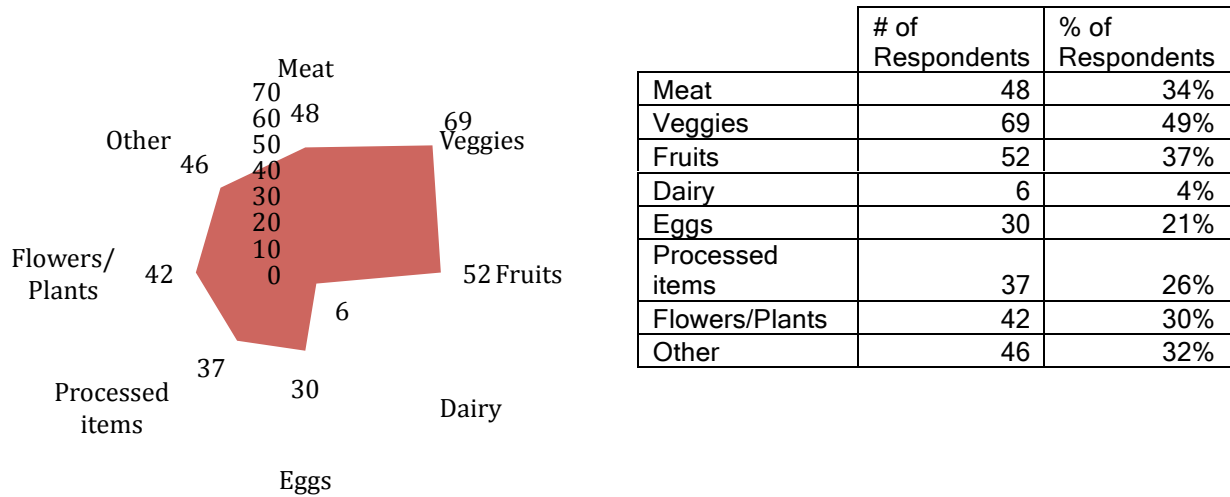 Meat
70
60
50
40
30
20
10
0
48
69
Veggies
52 Fruits
6
Dairy
30
Eggs
37
Processed
items
42
Flowers/
Plants
46
Other
# of Respondents % of Respondents
Meat 48 34%
Veggies 69 49%
Fruits 52 37%
Dairy 6 4%
Eggs 30 21%
Processed
items 37 26%
Flowers/Plants 42 30%
Other 46 32%